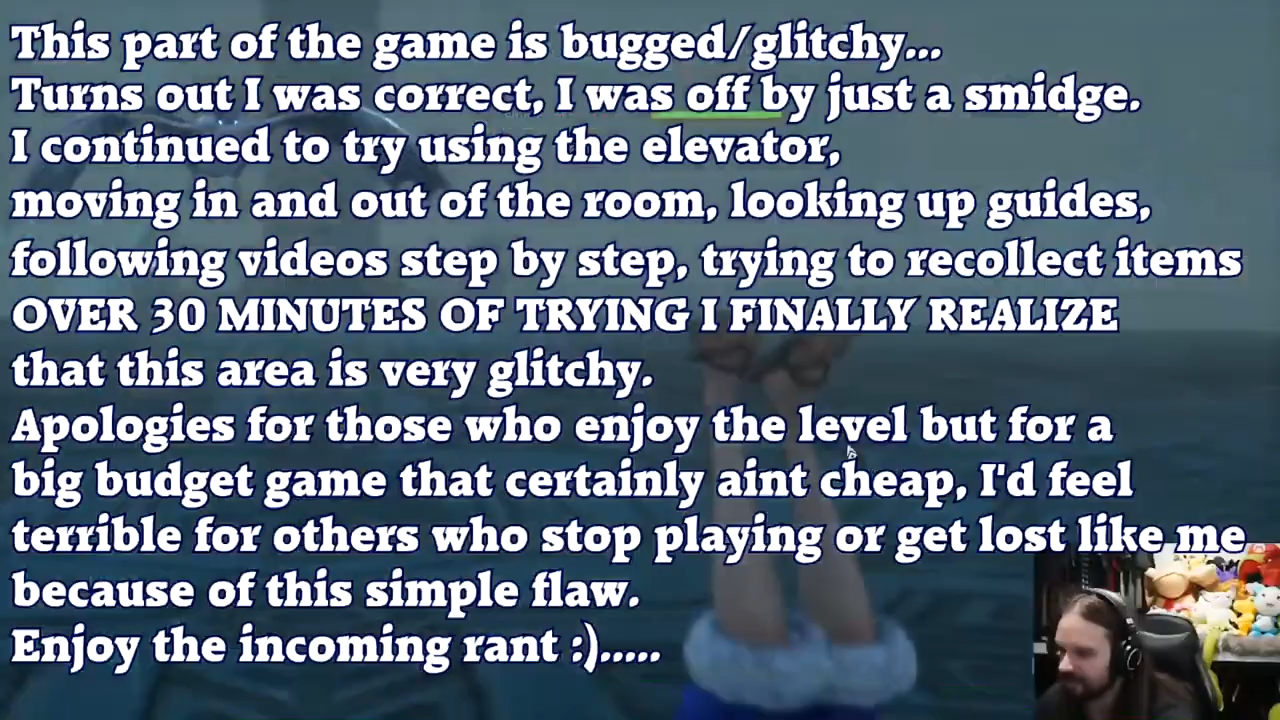 This part of the game is bugged/glitchy...
Turns out I was correct, I was off by just a smidge.
I continued to try using the elevator,
moving in and out of the room, looking up guides,
following videos step by step, trying to recollect items
OVER 30 MINUTES OF TRYING I FINALLY REALIZE
that this area is very glitchy.
Apologies for those who enjoy the level but for a
big budget game that certainly aint cheap, I'd feel
terrible for others who stop playing or get lost like me
because of this simple flaw.
Enjoy the incoming rant :).....